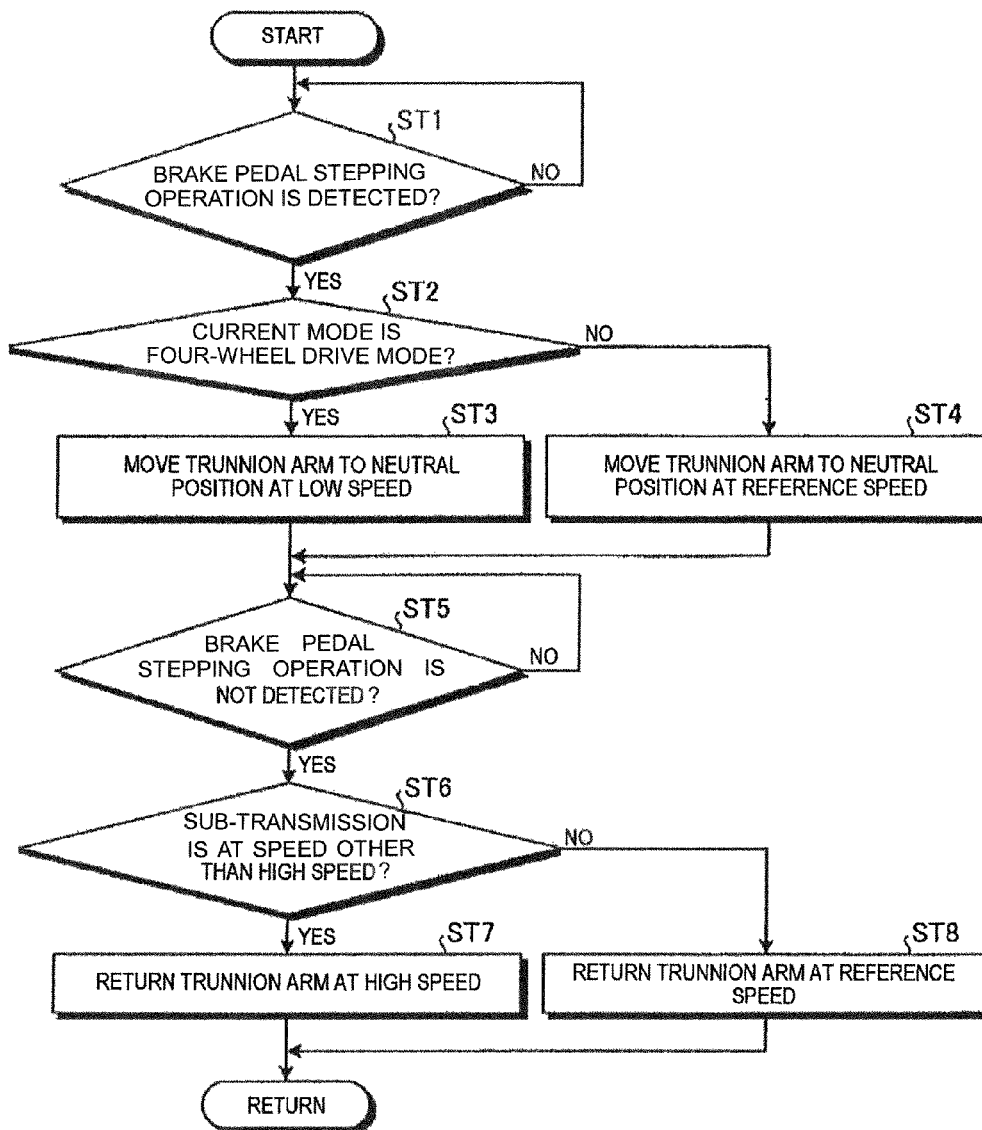 START
ST1
BRAKE PEDAL STEPPING
OPERATION IS DETECTED?
NO
YES
ST2
CURRENT MODE IS
FOUR-WHEEL DRIVE MODE?
NO
YES
ST3
MOVE TRUNNION ARM TO NEUTRAL
POSITION AT LOW SPEED
ST4
MOVE TRUNNION ARM TO NEUTRAL
POSITION AT REFERENCE SPEED
ST5
BRAKE PEDAL
STEPPING OPERATION IS
NOT DETECTED?
NO
YES
ST6
SUB-TRANSMISSION
IS AT SPEED OTHER
THAN HIGH SPEED?
NO
YES
ST7
RETURN TRUNNION ARM AT HIGH SPEED
ST8
RETURN TRUNNION ARM AT REFERENCE
SPEED
RETURN